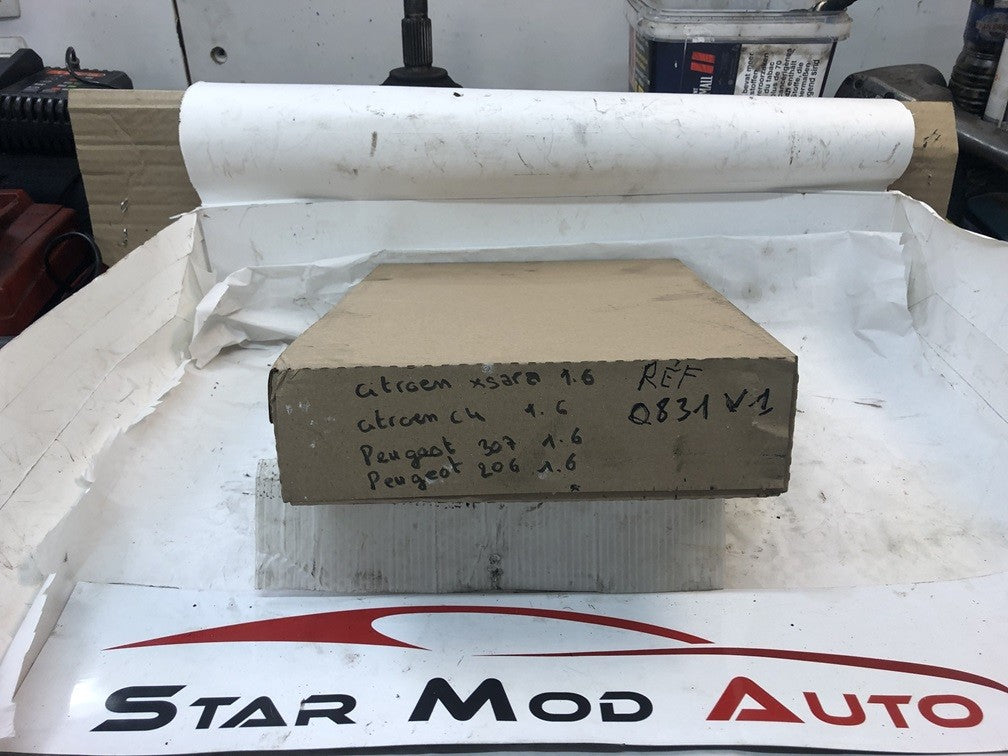 citroen xsara 1.6
citroen C4 1.6
Peugeot 307 1.6
Peugeot 206 1.6
RÉF
Q831 V1
STAR MOD AUTO